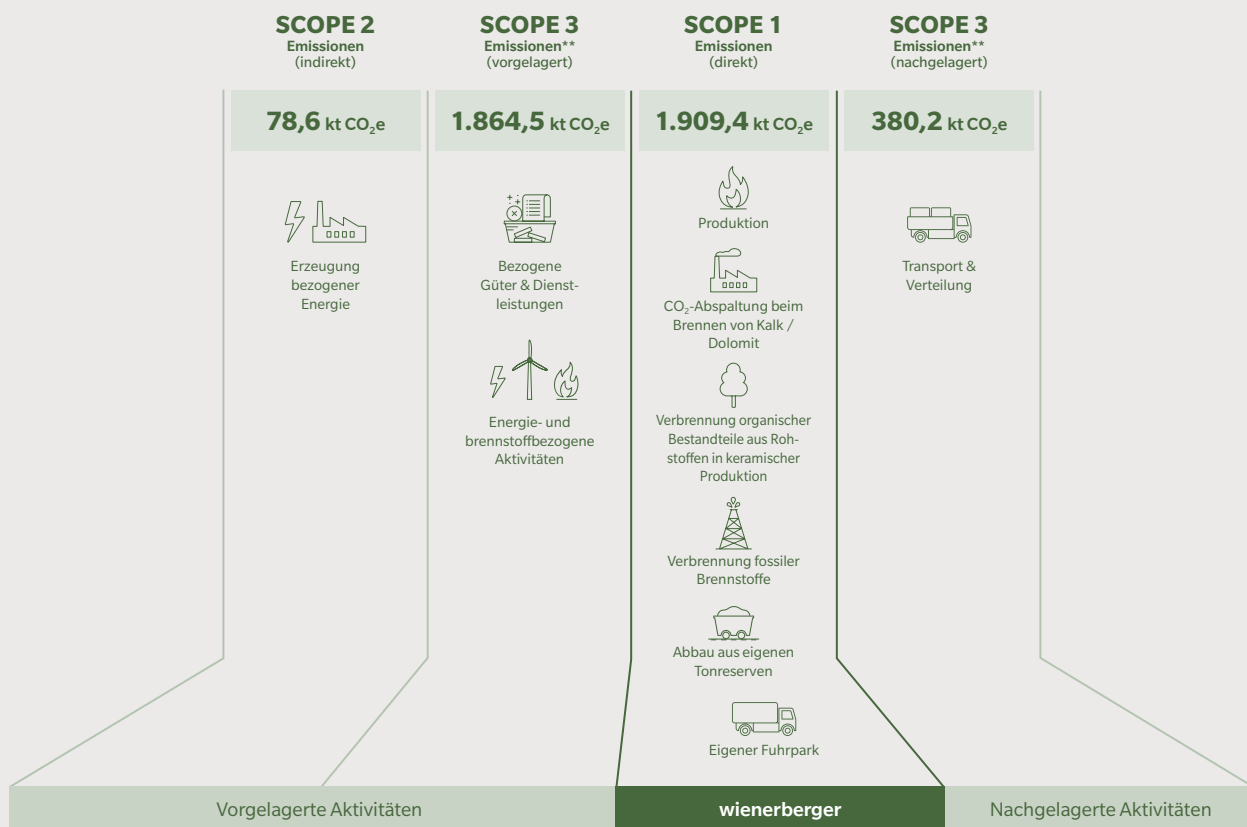 SCOPE 2
Emissionen
(indirekt)
78,6 kt CO₂e
Erzeugung
bezogener
Energie
SCOPE 3
Emissionen**
(vorgelagert)
1.864,5 kt CO₂e
Bezogene
Güter & Dienst-
leistungen
Energie- und
brennstoffbezogene
Aktivitäten
SCOPE 1
Emissionen
(direkt)
1.909,4 kt CO₂e
Produktion
CO₂-Abspaltung beim
Brennen von Kalk /
Dolomit
Verbrennung organischer
Bestandteile aus Roh-
stoffen in keramischer
Produktion
Verbrennung fossiler
Brennstoffe
Abbau aus eigenen
Tonreserven
Eigener Fuhrpark
SCOPE 3
Emissionen**
(nachgelagert)
380,2 kt CO₂e
Transport &
Verteilung
Vorgelagerte Aktivitäten
wienerberger
Nachgelagerte Aktivitäten